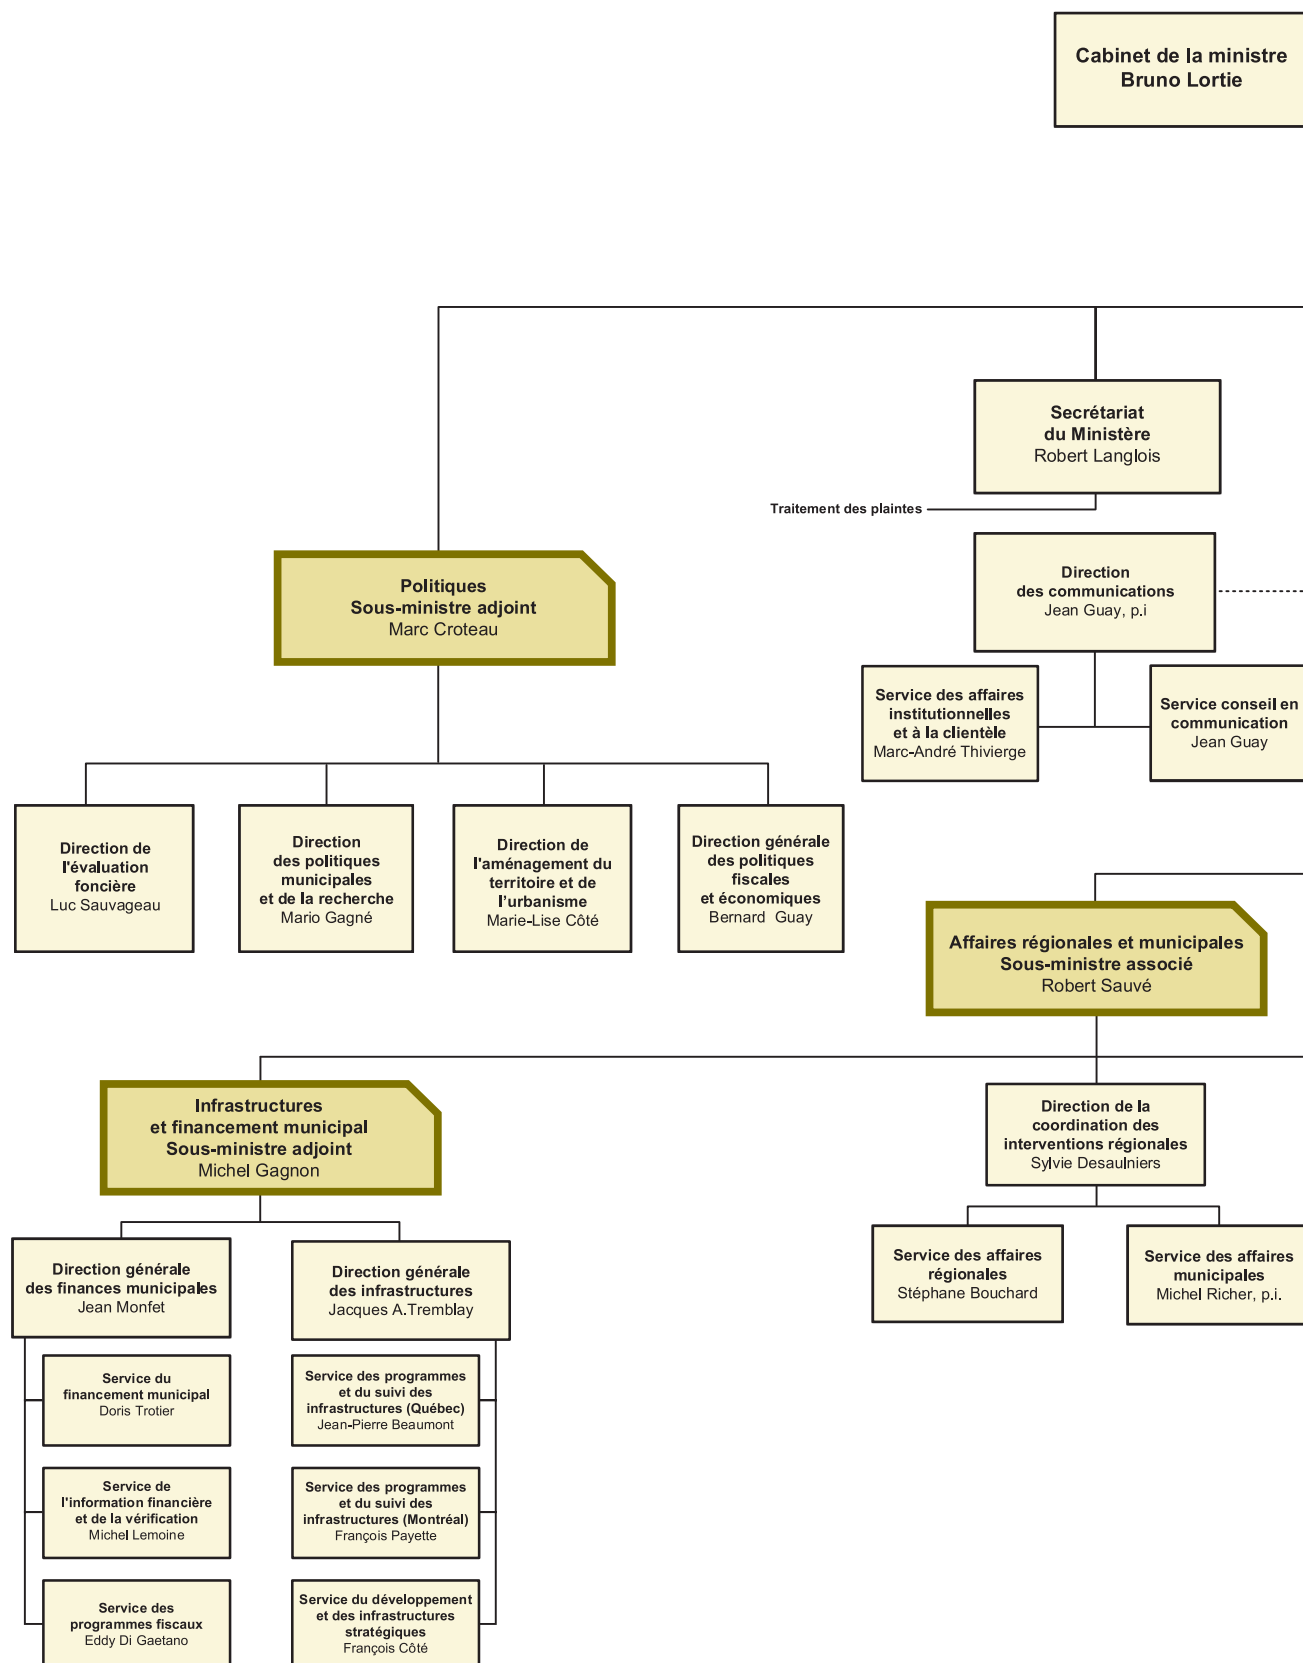 Cabinet de la ministre
Bruno Lortie
Secrétariat
du Ministère
Robert Langlois
Traitement des plaintes
Direction
des communications
Jean Guay, p.i
Politiques
Sous-ministre adjoint
Marc Croteau
Service des affaires
institutionnelles
et à la clientèle
Marc-André Thivierge
Service conseil en
communication
Jean Guay
Direction de
l'évaluation
foncière
Luc Sauvageau
Direction
des politiques
municipales
et de la recherche
Mario Gagné
Direction de
l'aménagement du
territoire et de
l'urbanisme
Marie-Lise Côté
Direction générale
des politiques
fiscales
et économiques
Bernard Guay
Affaires régionales et municipales
Sous-ministre associé
Robert Sauvé
Infrastructures
et financement municipal
Sous-ministre adjoint
Michel Gagnon
Direction de la
coordination des
interventions régionales
Sylvie Desaulniers
Direction générale
des finances municipales
Jean Monfet
Direction générale
des infrastructures
Jacques A.Tremblay
Service des affaires
régionales
Stéphane Bouchard
Service des affaires
municipales
Michel Richer, p.i.
Service du
financement municipal
Doris Trotier
Service des programmes
et du suivi des
infrastructures (Québec)
Jean-Pierre Beaumont
Service de
l'information financière
et de la vérification
Michel Lemoine
Service des programmes
et du suivi des
infrastructures (Montréal)
François Payette
Service des
programmes fiscaux
Eddy Di Gaetano
Service du développement
et des infrastructures
stratégiques
François Côté